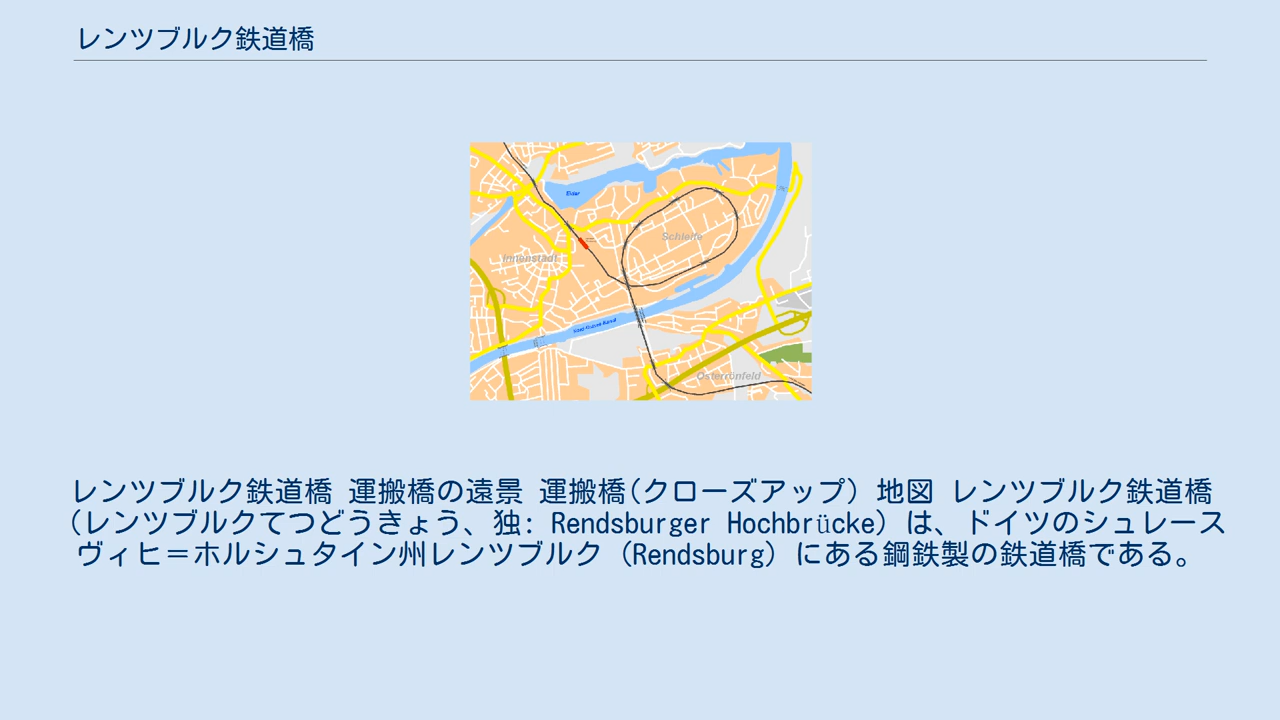 レンツブルク鉄道橋
Eider
Schleife
Innenstadt
Nord-Ostsee-Kanal
Osterrönfeld
レンツブルク鉄道橋 運搬橋の遠景 運搬橋(クローズアップ) 地図 レンツブルク鉄道橋
(レンツブルクてつどうきょう、独: Rendsburger Hochbrücke) は、ドイツのシュレース
ヴィヒ＝ホルシュタイン州レンツブルク (Rendsburg) にある鋼鉄製の鉄道橋である。